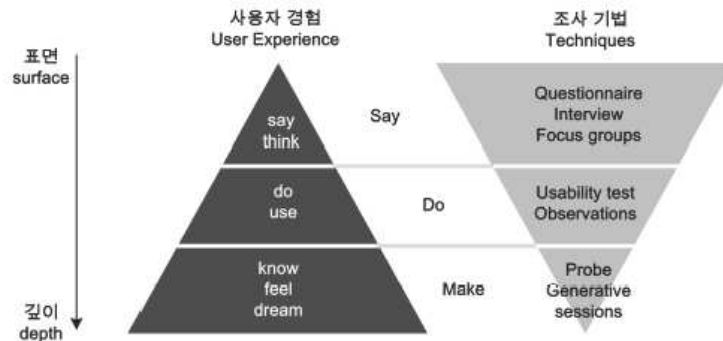 사용자 경험
User Experience
조사 기법
Techniques
표면
surface
say
think
Say
Questionnaire
Interview
Focus groups
do
use
Do
Usability test
Observations
know
feel
dream
Make
Probe
Generative
sessions
깊이
depth